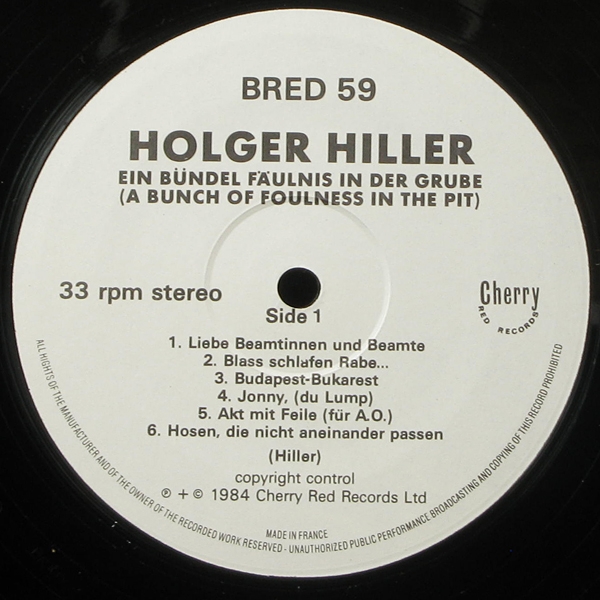 BRED 59
HOLGER HILLER
EIN BÜNDEL FÄULNIS IN DER GRUBE
(A BUNCH OF FOULNESS IN THE PIT)
33 rpm stereo
Side 1
Cherry
RED RECORDS
1. Liebe Beamtinnen und Beamte
2. Blass schlafen Rabe...
3. Budapest-Bukarest
4. Jonny, (du Lump)
5. Akt mit Feile (für A.O.)
6. Hosen, die nicht aneinander passen
(Hiller)
copyright control
℗ + © 1984 Cherry Red Records Ltd
MADE IN FRANCE
ALL HIGHTS OF THE MANUFACTURER AND OF THE OWNER OF THE RECORDED WORK RESERVED - UNAUTHORIZED PUBLIC PERFORMANCE BROADCASTING AND COPYING OF THIS RECORD PROHIBITED